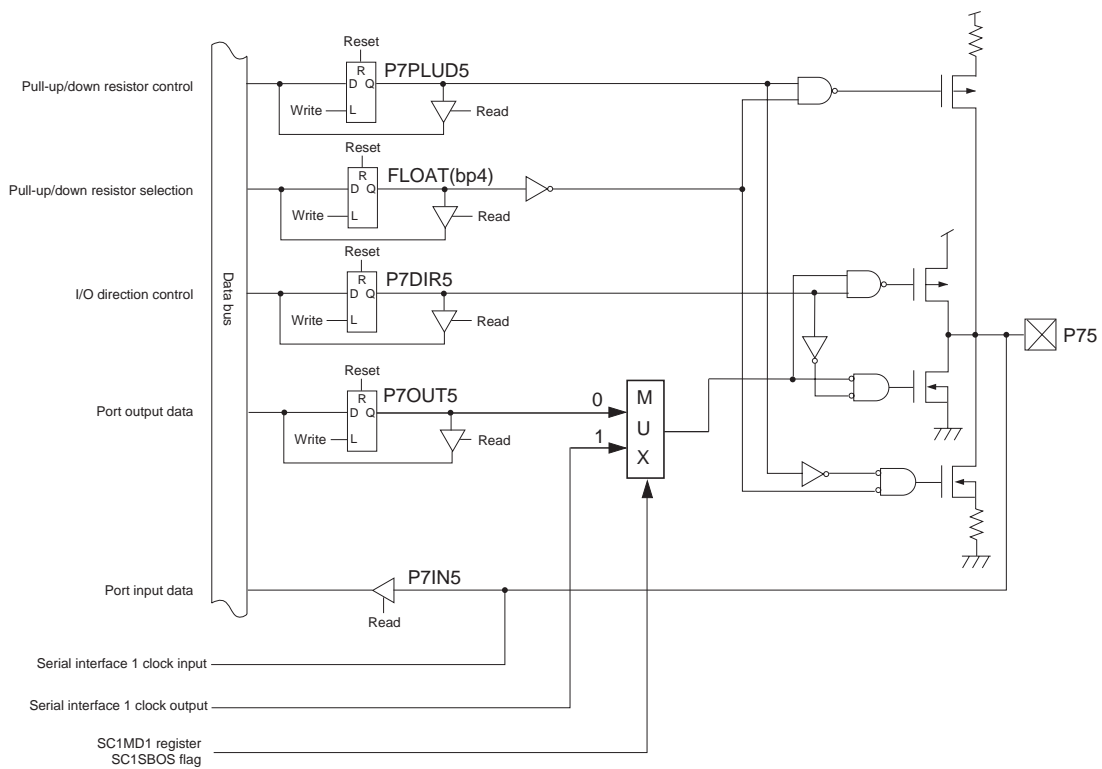 Reset
Pull-up/down resistor control
R
D Q
L
P7PLUD5
Write
Read
Reset
Pull-up/down resistor selection
R
D Q
L
FLOAT(bp4)
Write
Read
Reset
I/O direction control
R
D Q
L
P7DIR5
Write
Read
Data bus
P75
Reset
Port output data
R
D Q
L
P7OUT5
Write
Read
0
1
M
U
X
Port input data
P7IN5
Read
Serial interface 1 clock input
Serial interface 1 clock output
SC1MD1 register
SC1SBOS flag